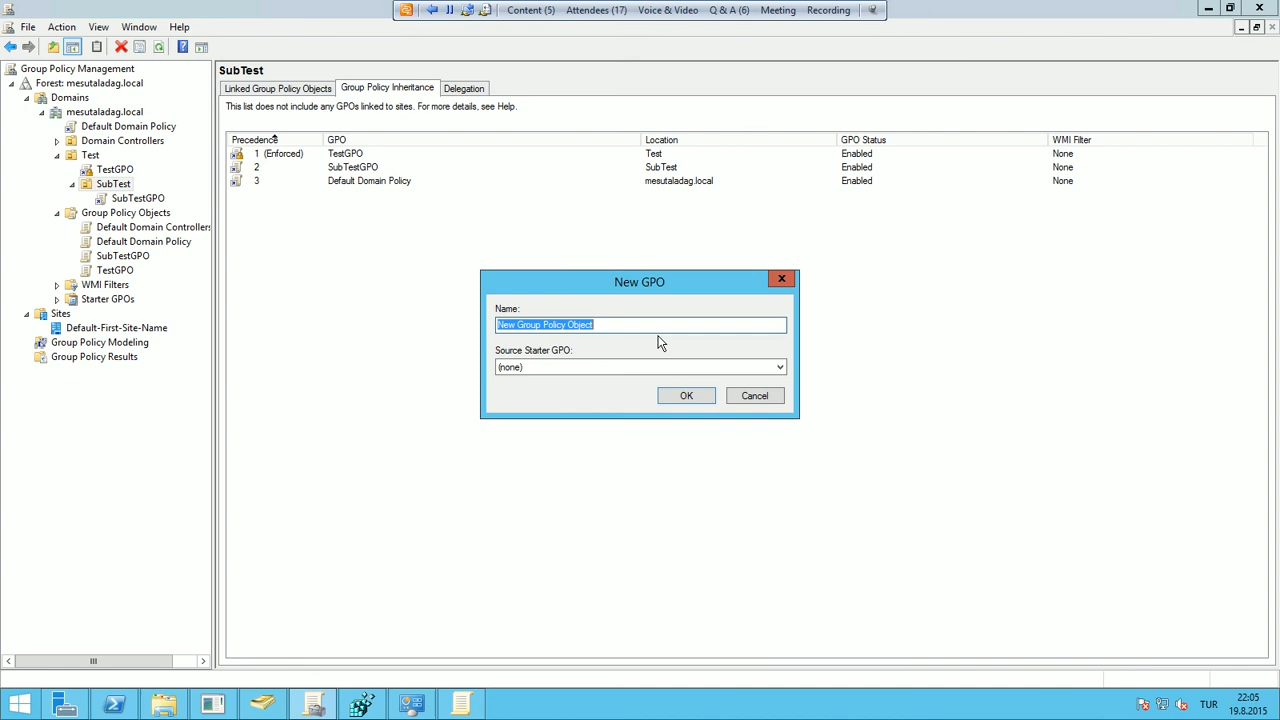 Content (5) Attendees (17) Voice & Video Q & A (6) Meeting Recording
File Action View Window Help
Group Policy Management
Forest: mesutaladag.local
Domains
mesutaladag.local
Default Domain Policy
Domain Controllers
Test
TestGPO
SubTest
SubTestGPO
Group Policy Objects
Default Domain Controllers
Default Domain Policy
SubTestGPO
TestGPO
WMI Filters
Starter GPOs
Sites
Default-First-Site-Name
Group Policy Modeling
Group Policy Results
SubTest
Linked Group Policy Objects Group Policy Inheritance Delegation
This list does not include any GPOs linked to sites. For more details, see Help.
Precedence GPO Location GPO Status WMI Filter
1 (Enforced) TestGPO Test Enabled None
2 SubTestGPO SubTest Enabled None
3 Default Domain Policy mesutaladag.local Enabled None
New GPO
Name:
New Group Policy Object
Source Starter GPO:
(none)
OK Cancel
TUR
22:05
19.8.2015